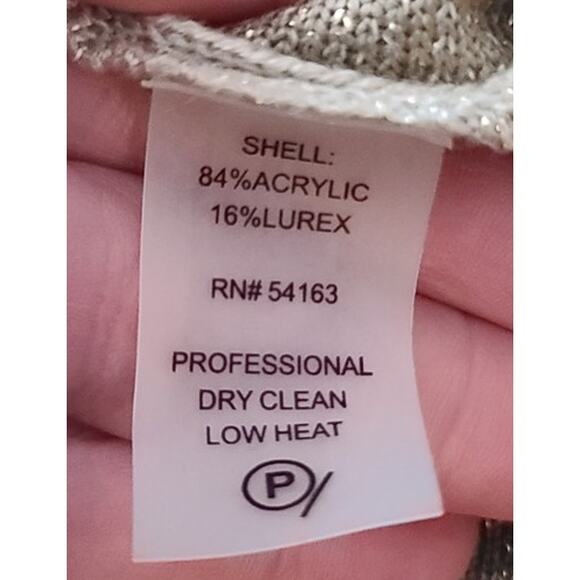 SHELL:
84%ACRYLIC
16%LUREX
RN# 54163
PROFESSIONAL
DRY CLEAN
LOW HEAT
P